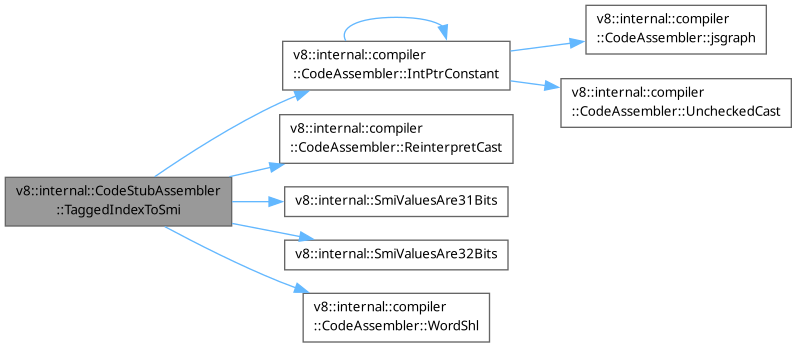 v8::internal::CodeStubAssembler
::TaggedIndexToSmi
v8::internal::compiler
::CodeAssembler::IntPtrConstant
v8::internal::compiler
::CodeAssembler::jsgraph
v8::internal::compiler
::CodeAssembler::UncheckedCast
v8::internal::compiler
::CodeAssembler::ReinterpretCast
v8::internal::SmiValuesAre31Bits
v8::internal::SmiValuesAre32Bits
v8::internal::compiler
::CodeAssembler::WordShl